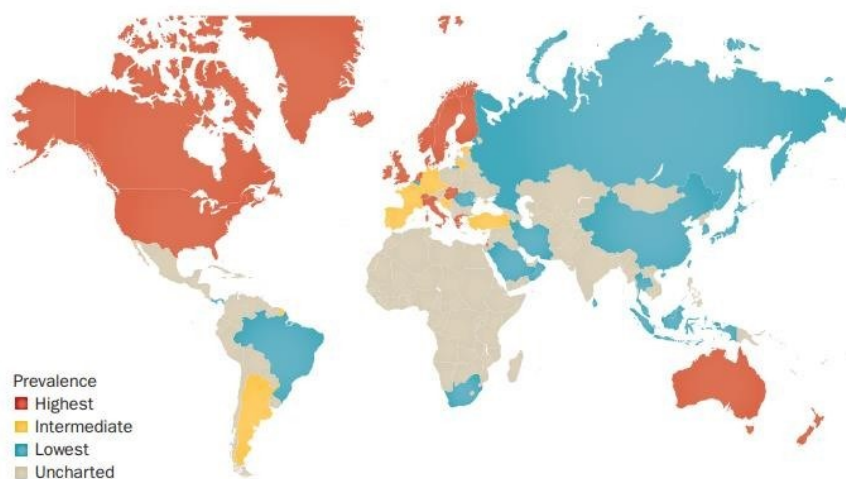 Prevalence
Highest
Intermediate
Lowest
Uncharted